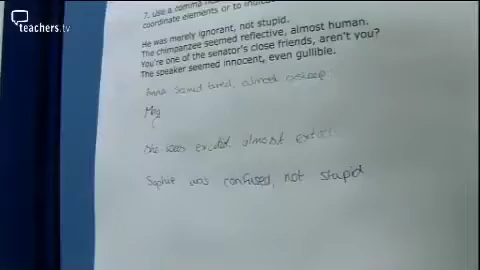 teachers.tv
7. Use a comma
coordinate elements or to indicate
He was merely ignorant, not stupid.
The chimpanzee seemed reflective, almost human.
You're one of the senator's close friends, aren't you?
The speaker seemed innocent, even gullible.
Anna seemed tired, almost asleep.
She was excited, almost
Sophie was confused, not stupid